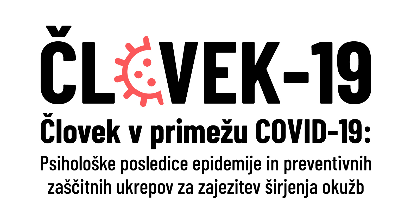 ČLOVEK-19
Človek v primežu COVID-19:
Psihološke posledice epidemije in preventivnih
zaščitnih ukrepov za zajezitev širjenja okužb